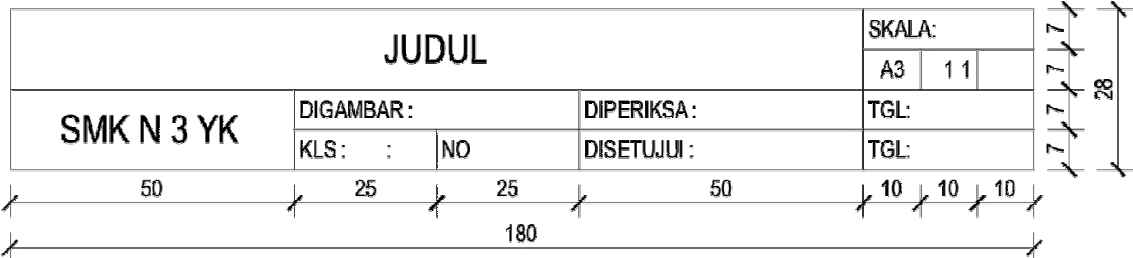 JUDUL
SKALA:
A3 1 1
SMK N 3 YK
DIGAMBAR :
DIPERIKSA :
TGL:
KLS : :
NO
DISETUJUI :
TGL:
7
7
7
7
28
50 25 25 50 10 10 10
180